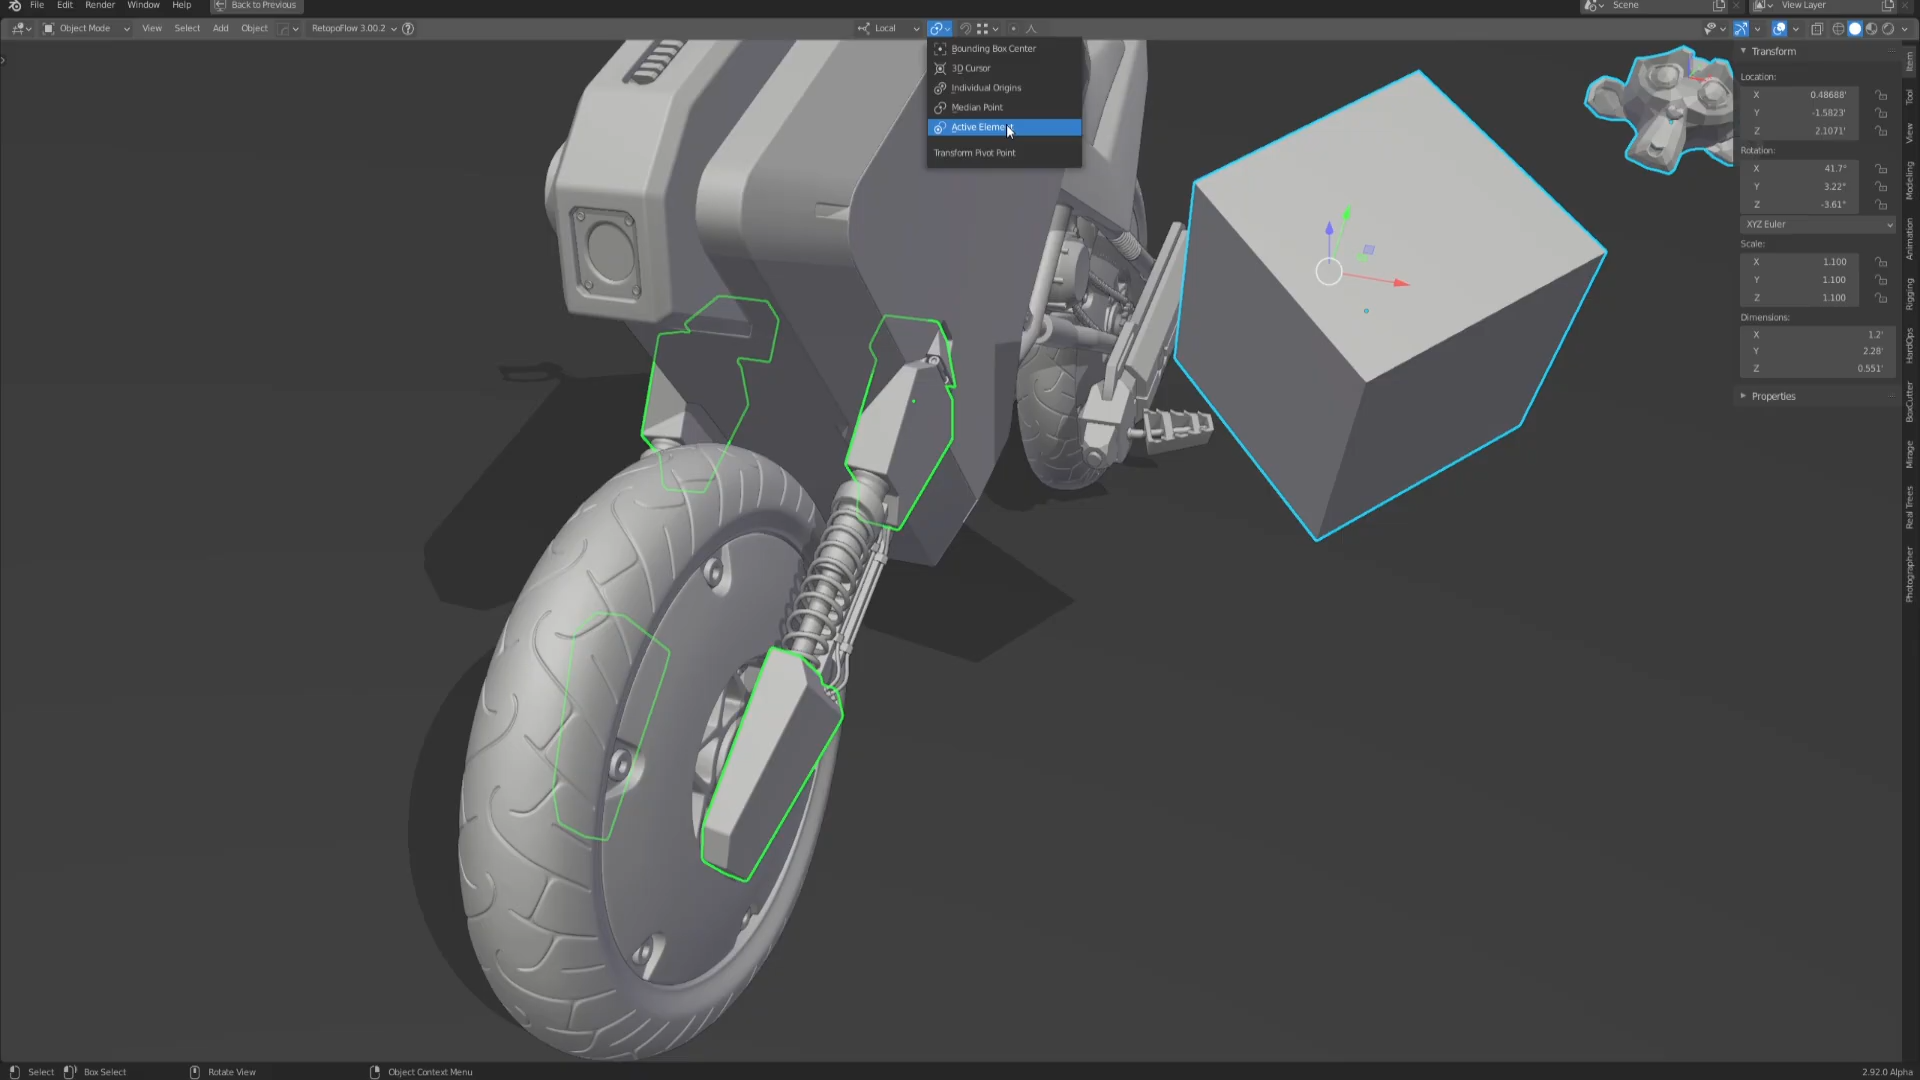 File Edit Render Window Help Back to Previous Scene View Layer
Object Mode View Select Add Object RetopoFlow 3.00.2 Local
Bounding Box Center
3D Cursor
Individual Origins
Median Point
Active Element
Transform Pivot Point
Transform
Location:
X 0.48688'
Y -1.5823'
Z 2.1071'
Rotation:
X 41.7°
Y 3.22°
Z -3.61°
XYZ Euler
Scale:
X 1.100
Y 1.100
Z 1.100
Dimensions:
X 1.2'
Y 2.28'
Z 0.551'
Properties
Item
Tool
View
Modeling
Animation
Rigging
HardOps
BoxCutter
Mirage
Real Trees
Photographer
Select Box Select Rotate View Object Context Menu 2.92.0 Alpha